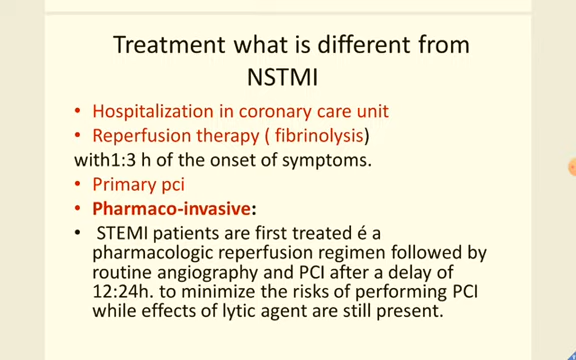 Treatment what is different from
NSTMI
• Hospitalization in coronary care unit
• Reperfusion therapy ( fibrinolysis)
with1:3 h of the onset of symptoms.
• Primary pci
• Pharmaco-invasive:
• STEMI patients are first treated é a
pharmacologic reperfusion regimen followed by
routine angiography and PCI after a delay of
12:24h. to minimize the risks of performing PCI
while effects of lytic agent are still present.